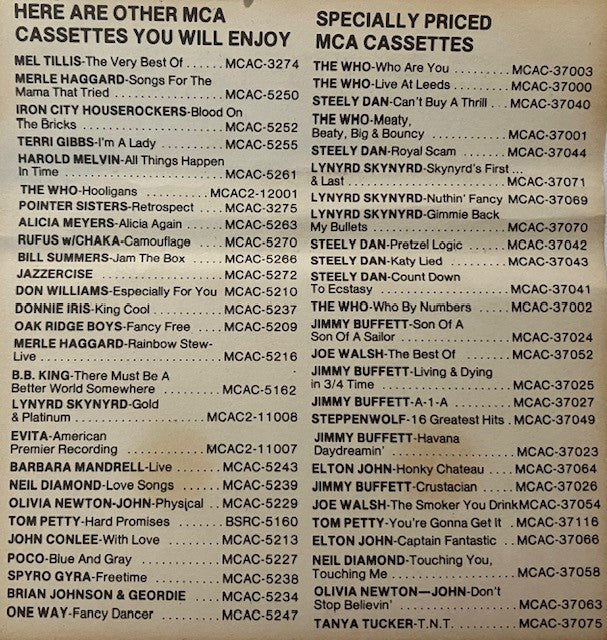 HERE ARE OTHER MCA
CASSETTES YOU WILL ENJOY
MEL TILLIS-The Very Best Of ...... MCAC-3274
MERLE HAGGARD-Songs For The
Mama That Tried .................. MCAC-5250
IRON CITY HOUSEROCKERS-Blood On
The Bricks ....................... MCAC-5252
TERRI GIBBS-I'm A Lady .......... MCAC-5255
HAROLD MELVIN-All Things Happen
In Time .......................... MCAC-5261
THE WHO-Hooligans .......... MCAC2-12001
POINTER SISTERS-Retrospect .... MCAC-3275
ALICIA MEYERS-Alicia Again ..... MCAC-5263
RUFUS w/CHAKA-Camouflage .... MCAC-5270
BILL SUMMERS-Jam The Box ..... MCAC-5266
JAZZERCISE ..................... MCAC-5272
DON WILLIAMS-Especially For You MCAC-5210
DONNIE IRIS-King Cool .......... MCAC-5237
OAK RIDGE BOYS-Fancy Free .... MCAC-5209
MERLE HAGGARD-Rainbow Stew-
Live ............................. MCAC-5216
B.B. KING-There Must Be A
Better World Somewhere ......... MCAC-5162
LYNYRD SKYNYRD-Gold
& Platinum ................... MCAC2-11008
EVITA-American
Premier Recording ............ MCAC2-11007
BARBARA MANDRELL-Live ...... MCAC-5243
NEIL DIAMOND-Love Songs ...... MCAC-5239
OLIVIA NEWTON-JOHN-Physical .. MCAC-5229
TOM PETTY-Hard Promises ...... BSRC-5160
JOHN CONLEE-With Love ........ MCAC-5213
POCO-Blue And Gray ............ MCAC-5227
SPYRO GYRA-Freetime .......... MCAC-5238
BRIAN JOHNSON & GEORDIE .... MCAC-5234
ONE WAY-Fancy Dancer ......... MCAC-5247
SPECIALLY PRICED
MCA CASSETTES
THE WHO-Who Are You ........ MCAC-37003
THE WHO-Live At Leeds ....... MCAC-37000
STEELY DAN-Can't Buy A Thrill ... MCAC-37040
THE WHO-Meaty,
Beaty, Big & Bouncy ........... MCAC-37001
STEELY DAN-Royal Scam ...... MCAC-37044
LYNYRD SKYNYRD-Skynyrd's First ...
& Last ......................... MCAC-37071
LYNYRD SKYNYRD-Nuthin' Fancy MCAC-37069
LYNYRD SKYNYRD-Gimmie Back
My Bullets ..................... MCAC-37070
STEELY DAN-Pretzel Logic ..... MCAC-37042
STEELY DAN-Katy Lied ........ MCAC-37043
STEELY DAN-Count Down
To Ecstasy .................... MCAC-37041
THE WHO-Who By Numbers .... MCAC-37002
JIMMY BUFFETT-Son Of A
Son Of A Sailor ................ MCAC-37024
JOE WALSH-The Best Of ....... MCAC-37052
JIMMY BUFFETT-Living & Dying
in 3/4 Time .................... MCAC-37025
JIMMY BUFFETT-A-1-A ........ MCAC-37027
STEPPENWOLF-16 Greatest Hits . MCAC-37049
JIMMY BUFFETT-Havana
Daydreamin' ................... MCAC-37023
ELTON JOHN-Honky Chateau ... MCAC-37064
JIMMY BUFFETT-Crustacian .... MCAC-37026
JOE WALSH-The Smoker You DrinkMCAC-37054
TOM PETTY-You're Gonna Get It . MCAC-37116
ELTON JOHN-Captain Fantastic .. MCAC-37066
NEIL DIAMOND-Touching You,
Touching Me ................... MCAC-37058
OLIVIA NEWTON—JOHN-Don't
Stop Believin' .................. MCAC-37063
TANYA TUCKER-T.N.T. ........ MCAC-37075